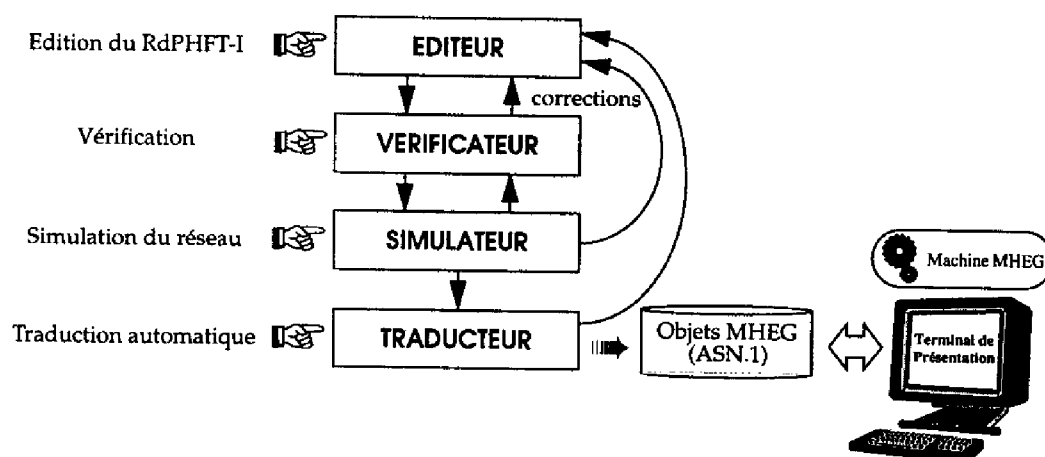 Edition du RdPHFT-I
EDITEUR
corrections
Vérification
VERIFICATEUR
Simulation du réseau
SIMULATEUR
Machine MHEG
Traduction automatique
TRADUCTEUR
Objets MHEG
(ASN.1)
Terminal de
Présentation